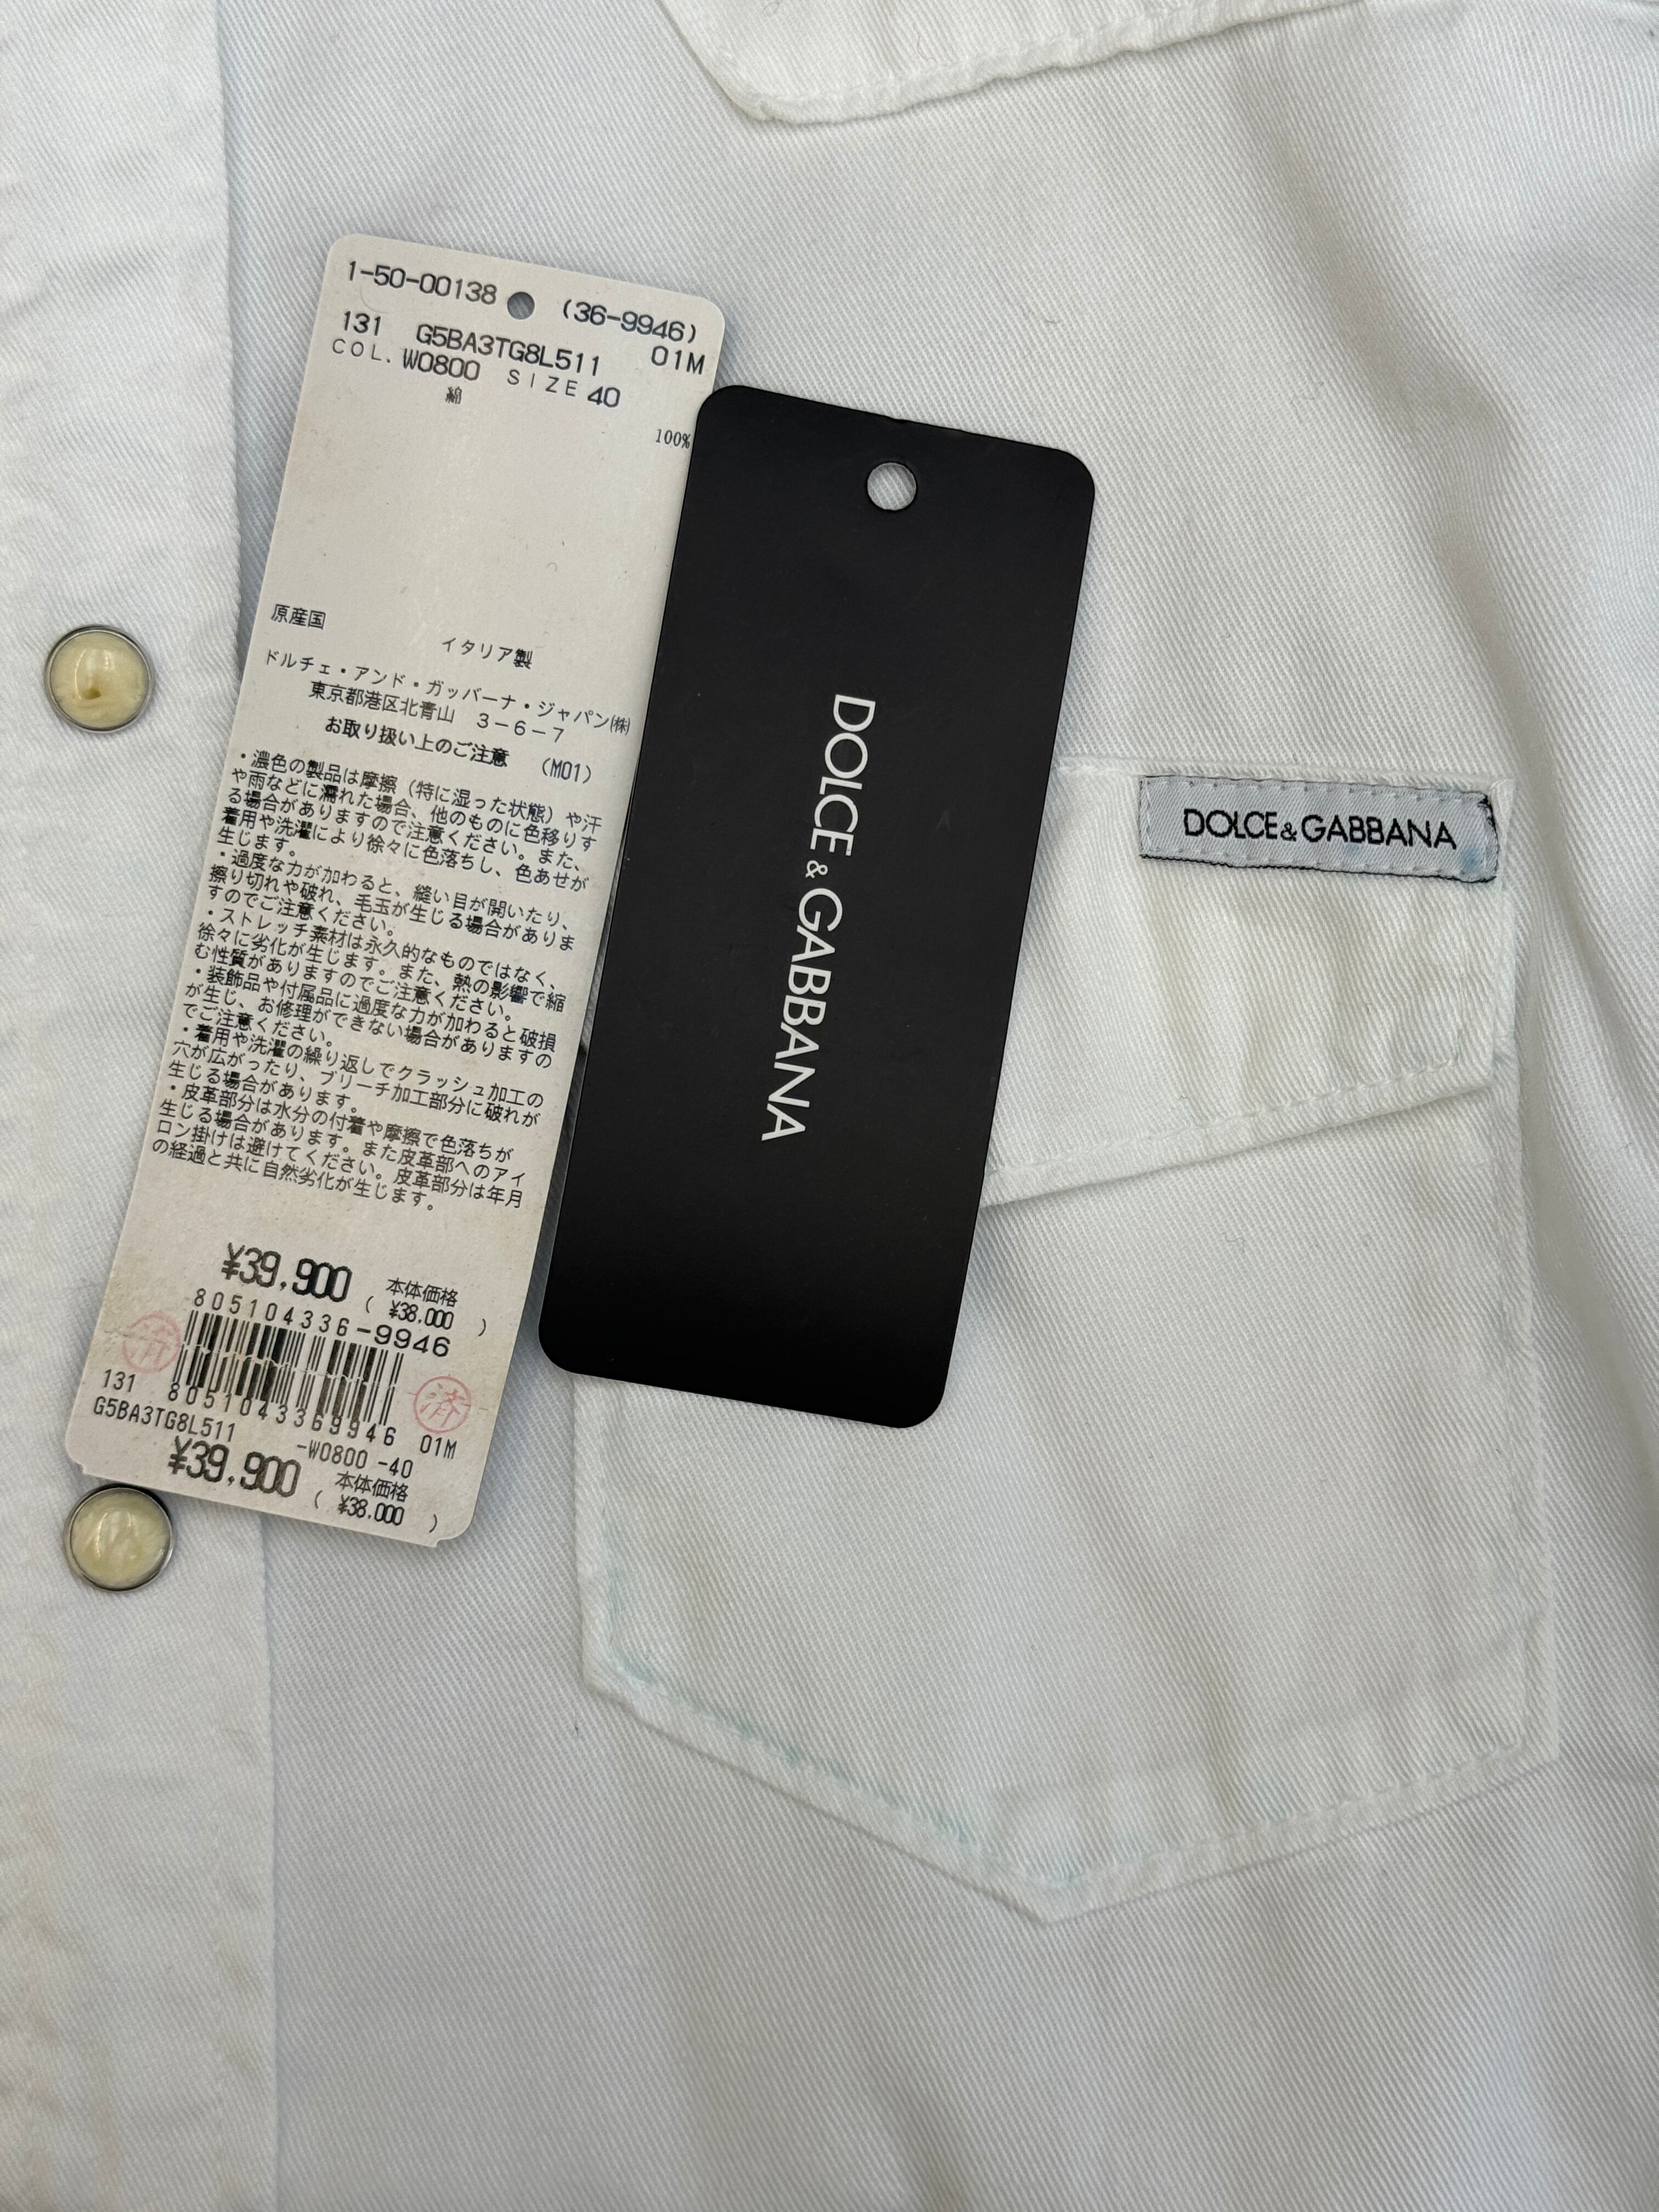 1-50-00138 (36-9946)
131 G5BA3TG8L511 01M
COL. W0800 SIZE 40
綿
100%
原産国
イタリア製
ドルチェ・アンド・ガッバーナ・ジャパン㈱
東京都港区北青山 3-6-7
お取り扱い上のご注意 (M01)
・濃色の製品は摩擦（特に湿った状態）や汗
や雨などに濡れた場合、他のものに色移りす
る場合がありますので注意ください。また、
着用や洗濯により徐々に色落ちし、色あせが
生じます。
・過度な力が加わると、縫い目が開いたり、
擦り切れや破れ、毛玉が生じる場合がありま
すのでご注意ください。
・ストレッチ素材は永久的なものではなく、
徐々に劣化が生じます。また、熱の影響で縮
む性質がありますのでご注意ください。
・装飾品や付属品に過度な力が加わると破損
が生じ、お修理ができない場合がありますの
でご注意ください。
・着用や洗濯の繰り返しでクラッシュ加工の
穴が広がったり、ブリーチ加工部分に破れが
生じる場合があります。
・皮革部分は水分の付着や摩擦で色落ちが
生じる場合があります。また皮革部へのアイ
ロン掛けは避けてください。皮革部分は年月
の経過と共に自然劣化が生じます。
¥39,900 本体価格
( ¥38,000 )
805104336-9946
済
済
8051043369946
131 01M
G5BA3TG8L511 -W0800 -40
¥39,900 本体価格
( ¥38,000 )
DOLCE & GABBANA
DOLCE & GABBANA